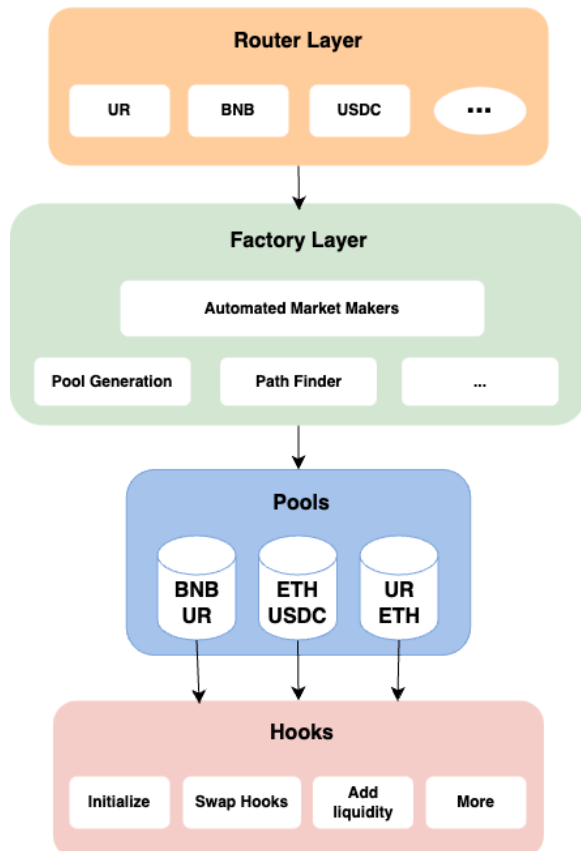 Router Layer
UR
BNB
USDC
...
Factory Layer
Automated Market Makers
Pool Generation
Path Finder
...
Pools
BNB
UR
ETH
USDC
UR
ETH
Hooks
Initialize
Swap Hooks
Add
liquidity
More